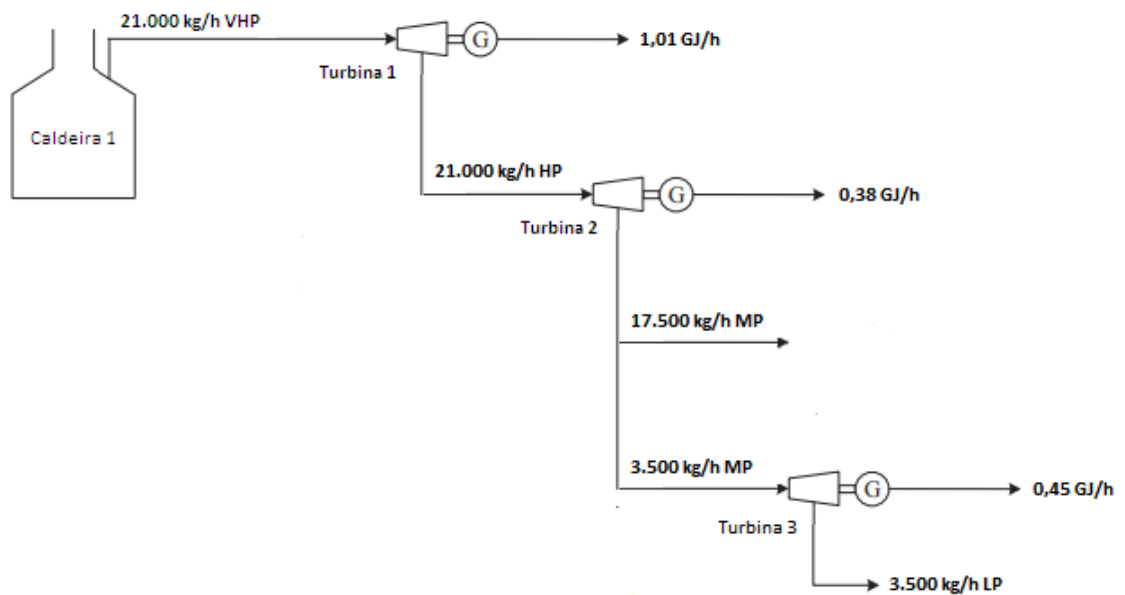 21.000 kg/h VHP
G
1,01 GJ/h
Turbina 1
Caldeira 1
21.000 kg/h HP
G
0,38 GJ/h
Turbina 2
17.500 kg/h MP
3.500 kg/h MP
G
0,45 GJ/h
Turbina 3
3.500 kg/h LP